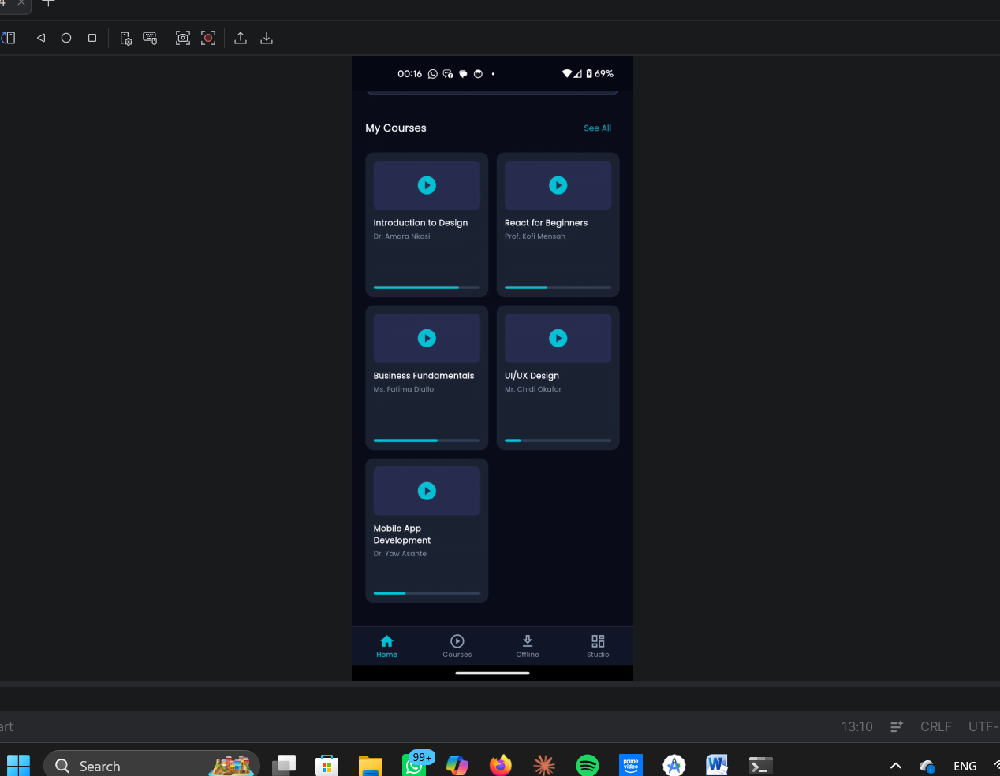 4
00:16
69%
My Courses
See All
Introduction to Design
Dr. Amara Nkosi
React for Beginners
Prof. Kofi Mensah
Business Fundamentals
Ms. Fatima Diallo
UI/UX Design
Mr. Chidi Okafor
Mobile App
Development
Dr. Yaw Asante
Home
Courses
Offline
Studio
art
13:10
CRLF
UTF-
Search
99+
prime
video
W
ENG